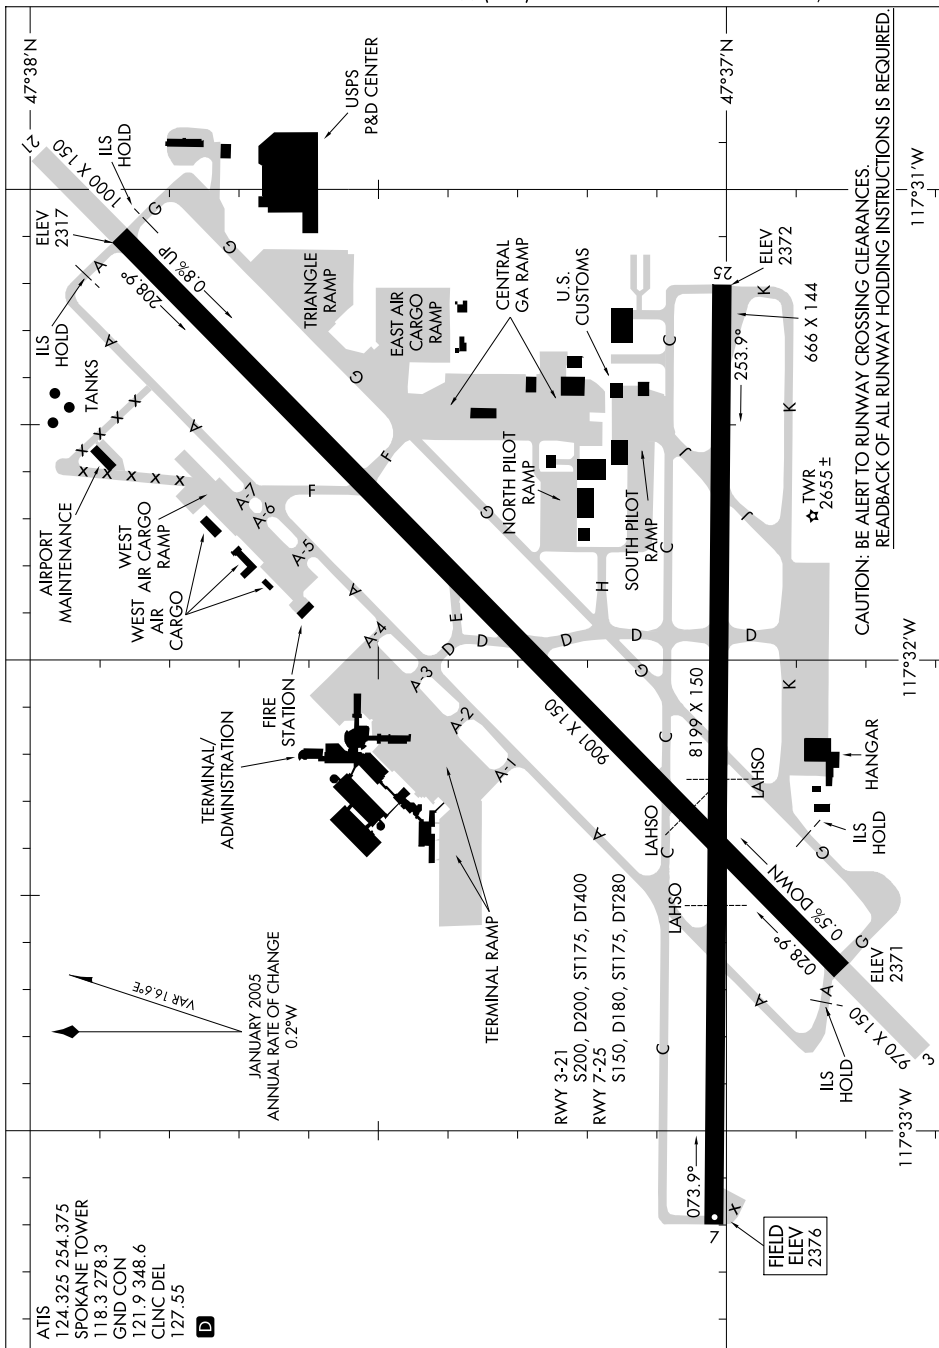 ATIS
124.325 254.375
SPOKANE TOWER
118.3 278.3
GND CON
121.9 348.6
CLNC DEL
127.55
D
VAR 16.6°E
JANUARY 2005
ANNUAL RATE OF CHANGE
0.2°W
47°38'N
47°37'N
117°31'W
117°32'W
117°33'W
21
1000 X 150
ILS
HOLD
ELEV
2317
208.9°
0.8% UP
G
G
G
G
A
ILS
HOLD
A
A
TANKS
USPS
P&D CENTER
TRIANGLE
RAMP
EAST AIR
CARGO
RAMP
CENTRAL
GA RAMP
U.S.
CUSTOMS
NORTH PILOT
RAMP
SOUTH PILOT
RAMP
AIRPORT
MAINTENANCE
X X X X X
X X X X
WEST
AIR CARGO
RAMP
WEST
AIR
CARGO
FIRE
STATION
A-7
A-6
A-5
A-4
A-3
A-2
A-1
A
A
F
F
E
D
D
D
D
D
H
G
TERMINAL/
ADMINISTRATION
TERMINAL RAMP
9001 X 150
8199 X 150
C
C
C
C
C
J
J
K
K
K
25
ELEV
2372
253.9°
666 X 144
TWR
2655 ±
LAHSO
LAHSO
LAHSO
HANGAR
ILS
HOLD
G
G
0.5% DOWN
028.9°
ELEV
2371
A
A
ILS
HOLD
970 X 150
3
RWY 3-21
S200, D200, ST175, DT400
RWY 7-25
S150, D180, ST175, DT280
073.9°
7
X
FIELD
ELEV
2376
CAUTION: BE ALERT TO RUNWAY CROSSING CLEARANCES.
READBACK OF ALL RUNWAY HOLDING INSTRUCTIONS IS REQUIRED.